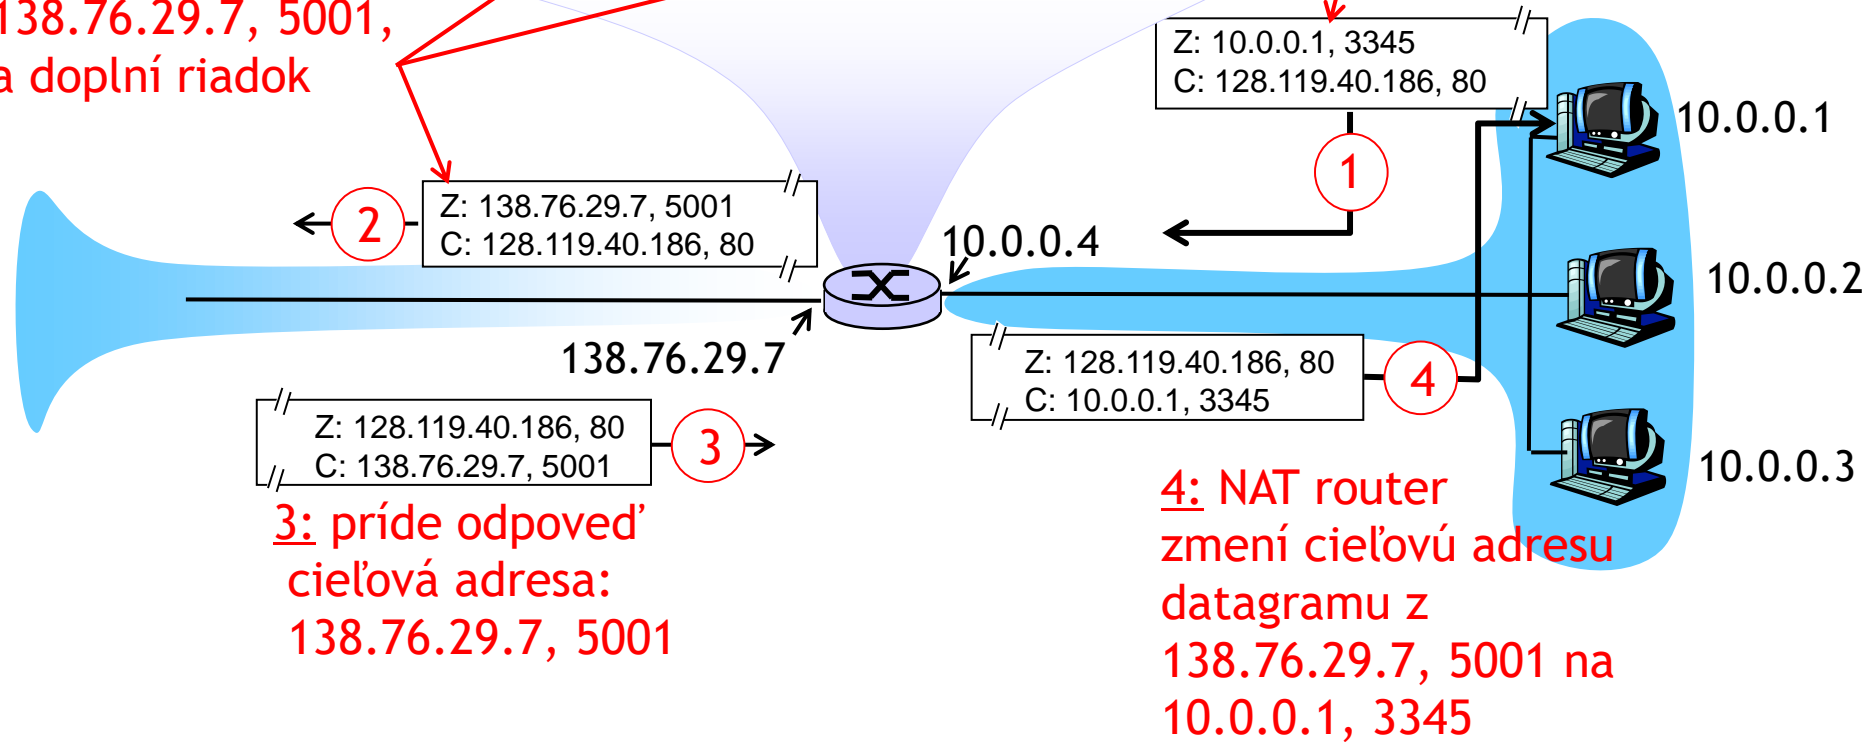 138.76.29.7, 5001,
a doplní riadok
Z: 10.0.0.1, 3345
C: 128.119.40.186, 80
10.0.0.1
1
2
Z: 138.76.29.7, 5001
C: 128.119.40.186, 80
10.0.0.4
10.0.0.2
138.76.29.7
Z: 128.119.40.186, 80
C: 10.0.0.1, 3345
4
Z: 128.119.40.186, 80
C: 138.76.29.7, 5001
3
10.0.0.3
3: príde odpoveď
cieľová adresa:
138.76.29.7, 5001
4: NAT router
zmení cieľovú adresu
datagramu z
138.76.29.7, 5001 na
10.0.0.1, 3345